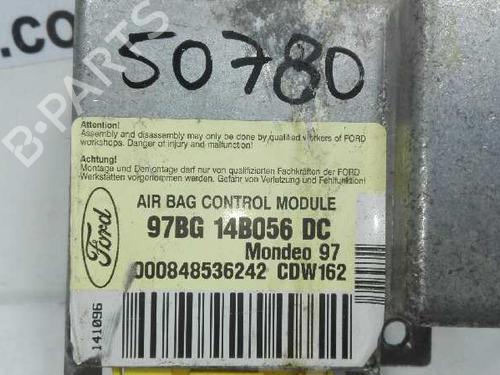 .com
50780
B-PARTS
Attention!
Assembly and disassembly may only be done by qualified workers of FORD
workshops. Danger of injury and malfunction!
Achtung!
Montage und Demontage darf nur von qualifizierten Fachkräften der FORD
Werkstätten vorgenommen werden. Gefahr von Verletzung und Fehlfunktion!
AIR BAG CONTROL MODULE
Ford
97BG 14B056 DC
Mondeo 97
000848536242 CDW162
141096